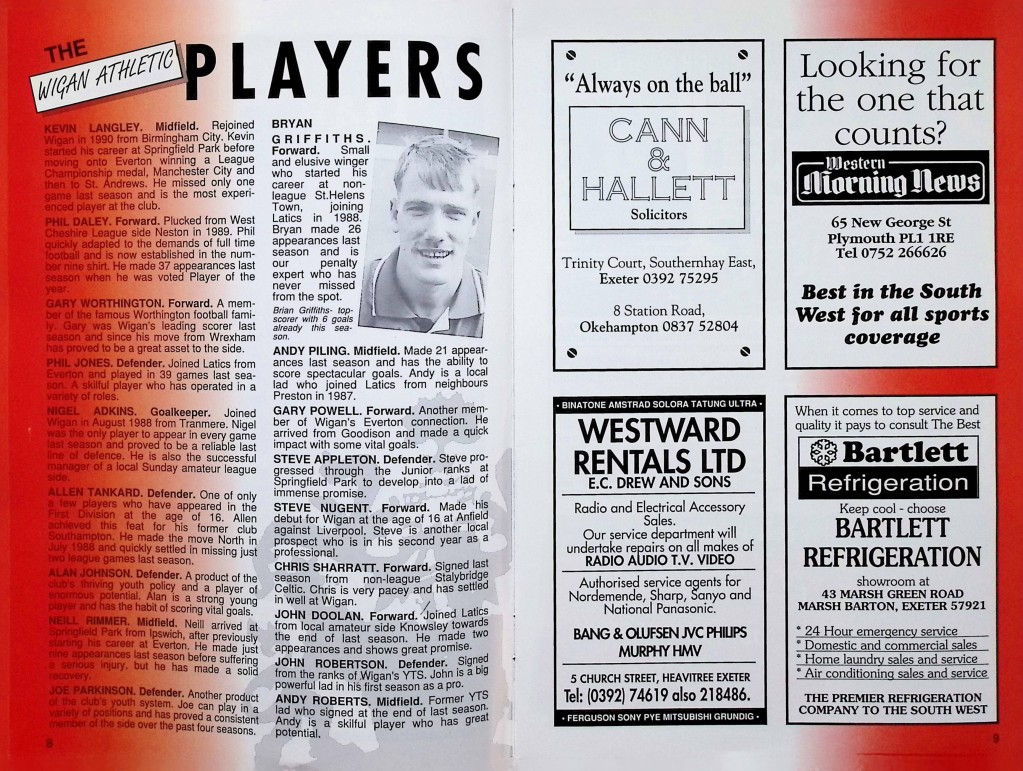 THE
WIGAN ATHLETIC
PLAYERS
KEVIN LANGLEY. Midfield. Rejoined
Wigan in 1990 from Birmingham City. Kevin
started his career at Springfield Park before
moving onto Everton winning a League
Championship medal, Manchester City and
then to St. Andrews. He missed only one
game last season and is the most experi-
enced player at the club.
PHIL DALEY. Forward. Plucked from West
Cheshire League side Neston in 1989. Phil
quickly adapted to the demands of full time
football and is now established in the num-
ber nine shirt. He made 37 appearances last
season when he was voted Player of the
year.
GARY WORTHINGTON. Forward. A mem-
ber of the famous Worthington football fami-
ly. Gary was Wigan's leading scorer last
season and since his move from Wrexham
has proved to be a great asset to the side.
PHIL JONES. Defender. Joined Latics from
Everton and played in 39 games last sea-
son. A skilful player who has operated in a
variety of roles.
NIGEL ADKINS. Goalkeeper. Joined
Wigan in August 1988 from Tranmere. Nigel
was the only player to appear in every game
last season and proved to be a reliable last
line of defence. He is also the successful
manager of a local Sunday amateur league
side.
ALLEN TANKARD. Defender. One of only
a few players who have appeared in the
First Division at the age of 16. Allen
achieved this feat for his former club
Southampton. He made the move North in
July 1988 and quickly settled in missing just
two league games last season.
ALAN JOHNSON. Defender. A product of the
club's thriving youth policy and a player of
enormous potential. Alan is a strong young
player and has the habit of scoring vital goals.
NEILL RIMMER. Midfield. Neill arrived at
Springfield Park from Ipswich, after previously
starting his career at Everton. He made just
nine appearances last season before suffering
a serious injury, but he has made a solid
recovery.
JOE PARKINSON. Defender. Another product
of the club's youth system. Joe can play in a
variety of positions and has proved a consistent
member of the side over the past four seasons.
8
BRYAN
GRIFFITHS.
Forward. Small
and elusive winger
who started his
career at non-
league St.Helens
Town, joining
Latics in 1988.
Bryan made 26
appearances last
season and is
our penalty
expert who has
never missed
from the spot.
Brian Griffiths- top-
scorer with 6 goals
already this sea-
son.
ANDY PILING. Midfield. Made 21 appear-
ances last season and has the ability to
score spectacular goals. Andy is a local
lad who joined Latics from neighbours
Preston in 1987.
GARY POWELL. Forward. Another mem-
ber of Wigan's Everton connection. He
arrived from Goodison and made a quick
impact with some vital goals.
STEVE APPLETON. Defender. Steve pro-
gressed through the Junior ranks at
Springfield Park to develop into a lad of
immense promise.
STEVE NUGENT. Forward. Made his
debut for Wigan at the age of 16 at Anfield
against Liverpool. Steve is another local
prospect who is in his second year as a
professional.
CHRIS SHARRATT. Forward. Signed last
season from non-league Stalybridge
Celtic. Chris is very pacey and has settled
in well at Wigan.
JOHN DOOLAN. Forward. Joined Latics
from local amateur side Knowsley towards
the end of last season. He made two
appearances and shows great promise.
JOHN ROBERTSON. Defender. Signed
from the ranks of Wigan's YTS. John is a big
powerful lad in his first season as a pro.
ANDY ROBERTS. Midfield. Former YTS
lad who signed at the end of last season.
Andy is a skilful player who has great
potential.
"Always on the ball"
CANN
&
HALLETT
Solicitors
Trinity Court, Southernhay East,
Exeter 0392 75295
8 Station Road,
Okehampton 0837 52804
Looking for
the one that
counts?
Western
Morning News
65 New George St
Plymouth PL1 1RE
Tel 0752 266626
Best in the South
West for all sports
coverage
• BINATONE AMSTRAD SOLORA TATUNG ULTRA •
WESTWARD
RENTALS LTD
E.C. DREW AND SONS
Radio and Electrical Accessory
Sales.
Our service department will
undertake repairs on all makes of
RADIO AUDIO T.V. VIDEO
Authorised service agents for
Nordemende, Sharp, Sanyo and
National Panasonic.
BANG & OLUFSEN JVC PHILIPS
MURPHY HMV
5 CHURCH STREET, HEAVITREE EXETER
Tel: (0392) 74619 also 218486.
• FERGUSON SONY PYE MITSUBISHI GRUNDIG •
When it comes to top service and
quality it pays to consult The Best
Bartlett
Refrigeration
Keep cool - choose
BARTLETT
REFRIGERATION
showroom at
43 MARSH GREEN ROAD
MARSH BARTON, EXETER 57921
* 24 Hour emergency service
* Domestic and commercial sales
* Home laundry sales and service
* Air conditioning sales and service
THE PREMIER REFRIGERATION
COMPANY TO THE SOUTH WEST
9